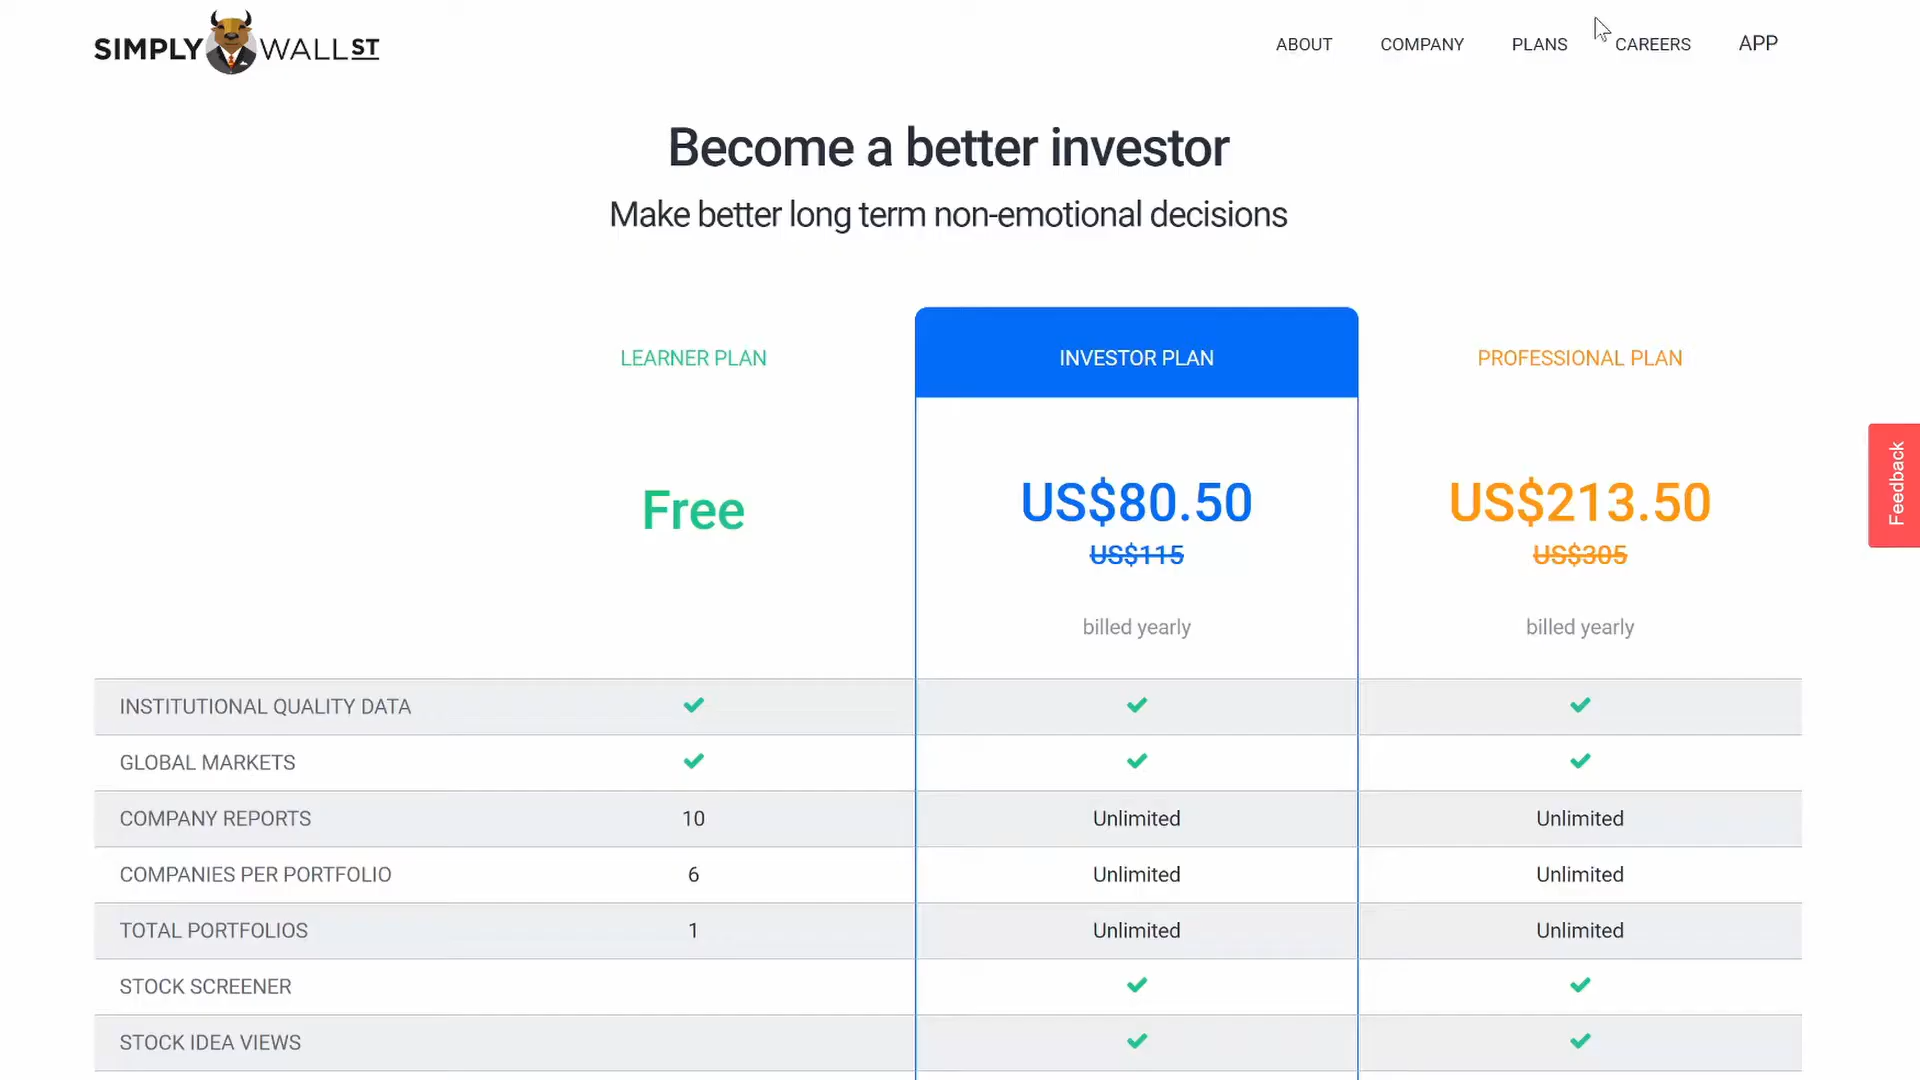 SIMPLY WALL ST
ABOUT COMPANY PLANS CAREERS APP
Become a better investor
Make better long term non-emotional decisions
LEARNER PLAN INVESTOR PLAN PROFESSIONAL PLAN
Free US$80.50 US$213.50
US$115 US$305
billed yearly billed yearly
Feedback
INSTITUTIONAL QUALITY DATA
GLOBAL MARKETS
COMPANY REPORTS 10 Unlimited Unlimited
COMPANIES PER PORTFOLIO 6 Unlimited Unlimited
TOTAL PORTFOLIOS 1 Unlimited Unlimited
STOCK SCREENER
STOCK IDEA VIEWS